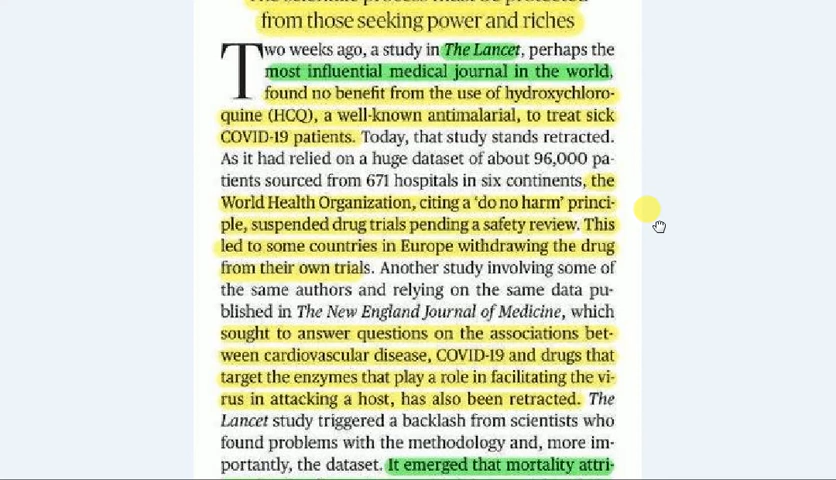 The scientific process must be protected
from those seeking power and riches
Two weeks ago, a study in The Lancet, perhaps the
most influential medical journal in the world,
found no benefit from the use of hydroxychloro-
quine (HCQ), a well-known antimalarial, to treat sick
COVID-19 patients. Today, that study stands retracted.
As it had relied on a huge dataset of about 96,000 pa-
tients sourced from 671 hospitals in six continents, the
World Health Organization, citing a 'do no harm' princi-
ple, suspended drug trials pending a safety review. This
led to some countries in Europe withdrawing the drug
from their own trials. Another study involving some of
the same authors and relying on the same data pu-
blished in The New England Journal of Medicine, which
sought to answer questions on the associations bet-
ween cardiovascular disease, COVID-19 and drugs that
target the enzymes that play a role in facilitating the vi-
rus in attacking a host, has also been retracted. The
Lancet study triggered a backlash from scientists who
found problems with the methodology and, more im-
portantly, the dataset. It emerged that mortality attri-